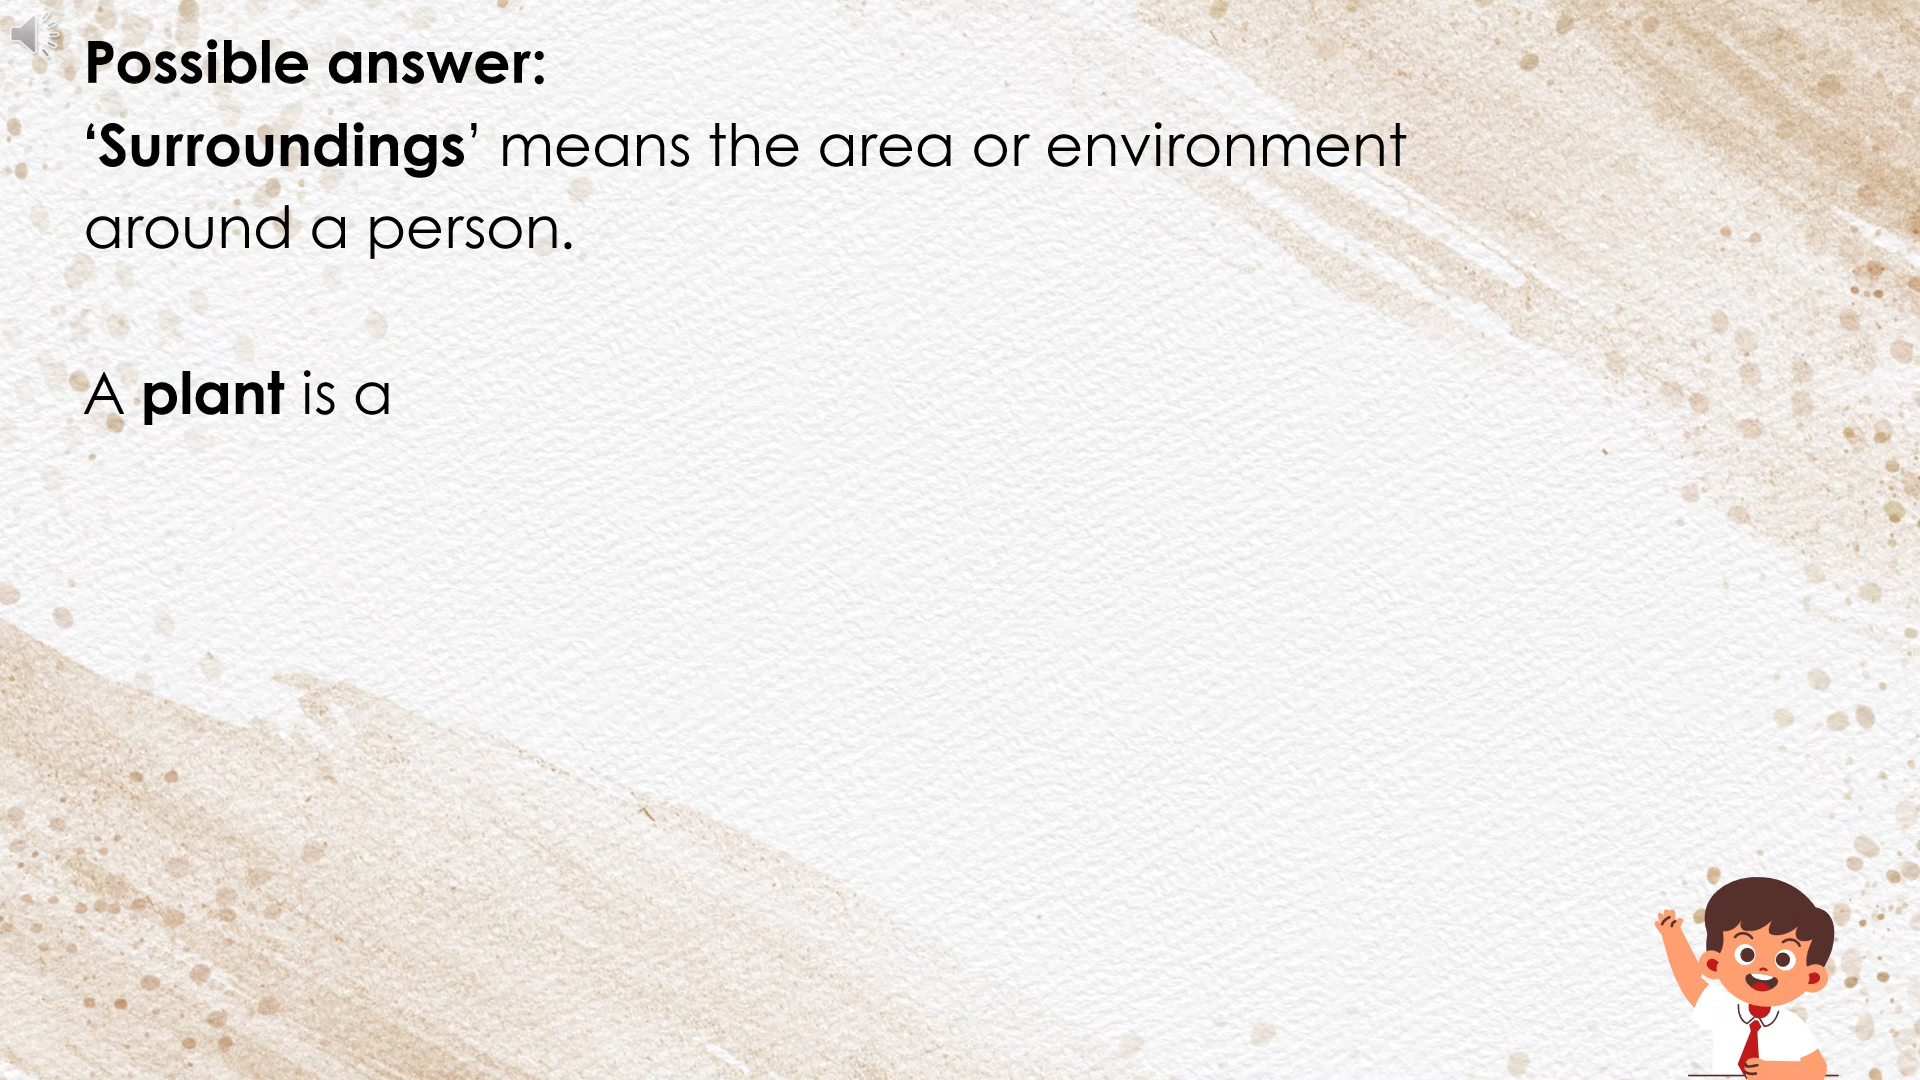 Possible answer:
‘Surroundings’ means the area or environment
around a person.
A plant is a